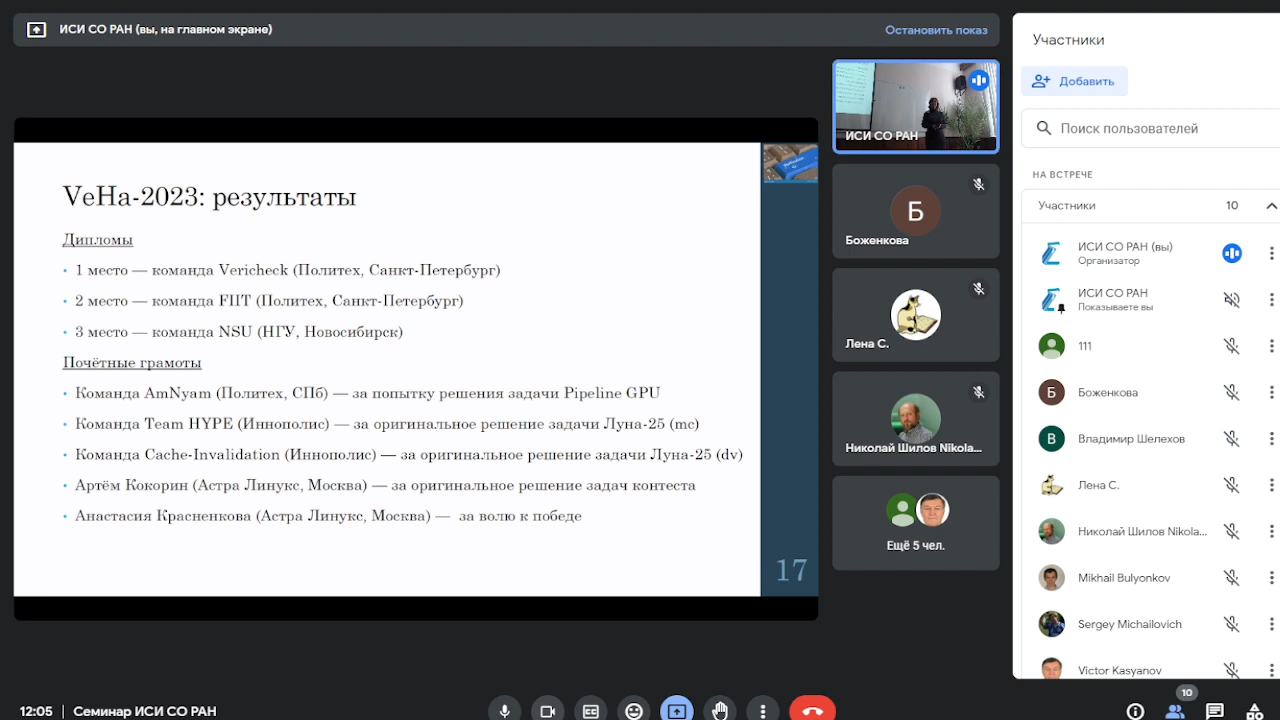 ИСИ СО РАН (вы, на главном экране)
Остановить показ
VeHa-2023: результаты
Дипломы
• 1 место — команда Vericheck (Политех, Санкт-Петербург)
• 2 место — команда FIIT (Политех, Санкт-Петербург)
• 3 место — команда NSU (НГУ, Новосибирск)
Почётные грамоты
• Команда AmNyam (Политех, СПб) — за попытку решения задачи Pipeline GPU
• Команда Team HYPE (Иннополис) — за оригинальное решение задачи Луна-25 (mc)
• Команда Cache-Invalidation (Иннополис) — за оригинальное решение задачи Луна-25 (dv)
• Артём Кокорин (Астра Линукс, Москва) — за оригинальное решение задач контеста
• Анастасия Красненкова (Астра Линукс, Москва) — за волю к победе
17
ИСИ СО РАН
Б
Боженкова
Лена С.
Николай Шилов Nikola...
Ещё 5 чел.
Участники
Добавить
Поиск пользователей
НА ВСТРЕЧЕ
Участники 10
ИСИ СО РАН (вы)
Организатор
ИСИ СО РАН
Показываете вы
111
Б Боженкова
В Владимир Шелехов
Лена С.
Николай Шилов Nikola...
Mikhail Bulyonkov
Sergey Michailovich
Victor Kasyanov
12:05 | Семинар ИСИ СО РАН
10